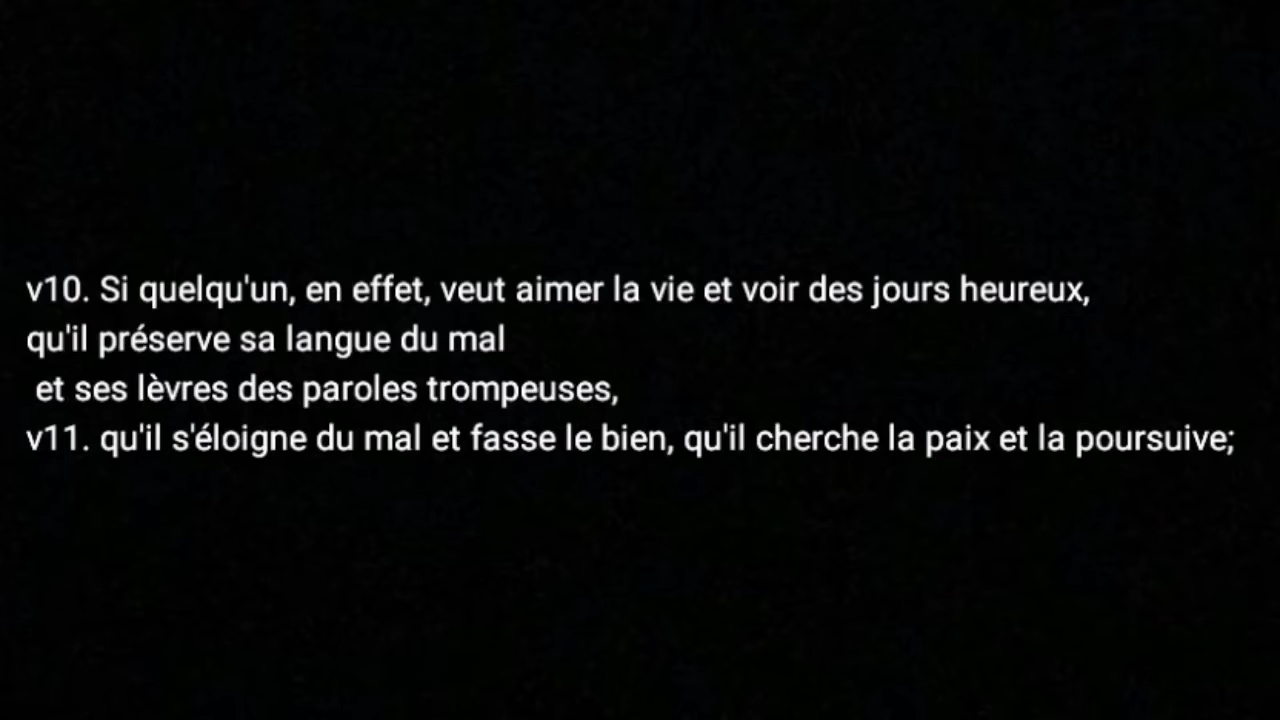 v10. Si quelqu'un, en effet, veut aimer la vie et voir des jours heureux,
qu'il préserve sa langue du mal
et ses lèvres des paroles trompeuses,
v11. qu'il s'éloigne du mal et fasse le bien, qu'il cherche la paix et la poursuive;